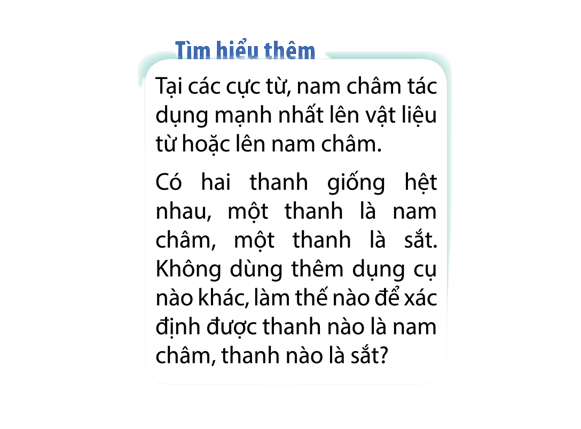 Tìm hiểu thêm
Tại các cực từ, nam châm tác
dụng mạnh nhất lên vật liệu
từ hoặc lên nam châm.
Có hai thanh giống hệt
nhau, một thanh là nam
châm, một thanh là sắt.
Không dùng thêm dụng cụ
nào khác, làm thế nào để xác
định được thanh nào là nam
châm, thanh nào là sắt?